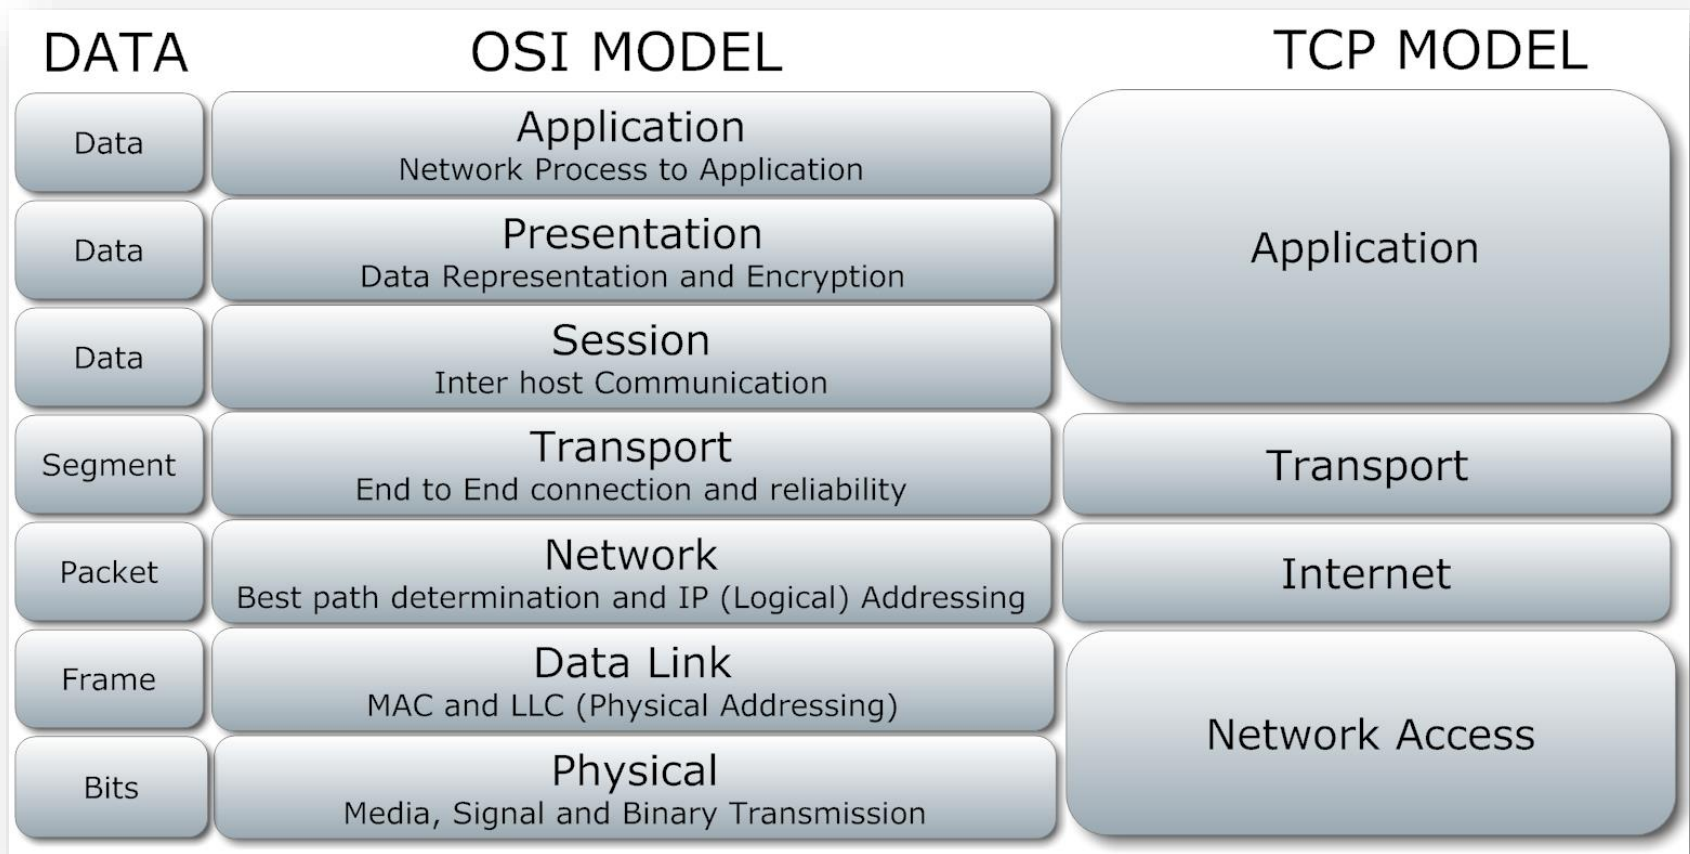 DATA
OSI MODEL
TCP MODEL
Data
Application
Network Process to Application
Data
Presentation
Data Representation and Encryption
Application
Data
Session
Inter host Communication
Segment
Transport
End to End connection and reliability
Transport
Packet
Network
Best path determination and IP (Logical) Addressing
Internet
Frame
Data Link
MAC and LLC (Physical Addressing)
Network Access
Bits
Physical
Media, Signal and Binary Transmission